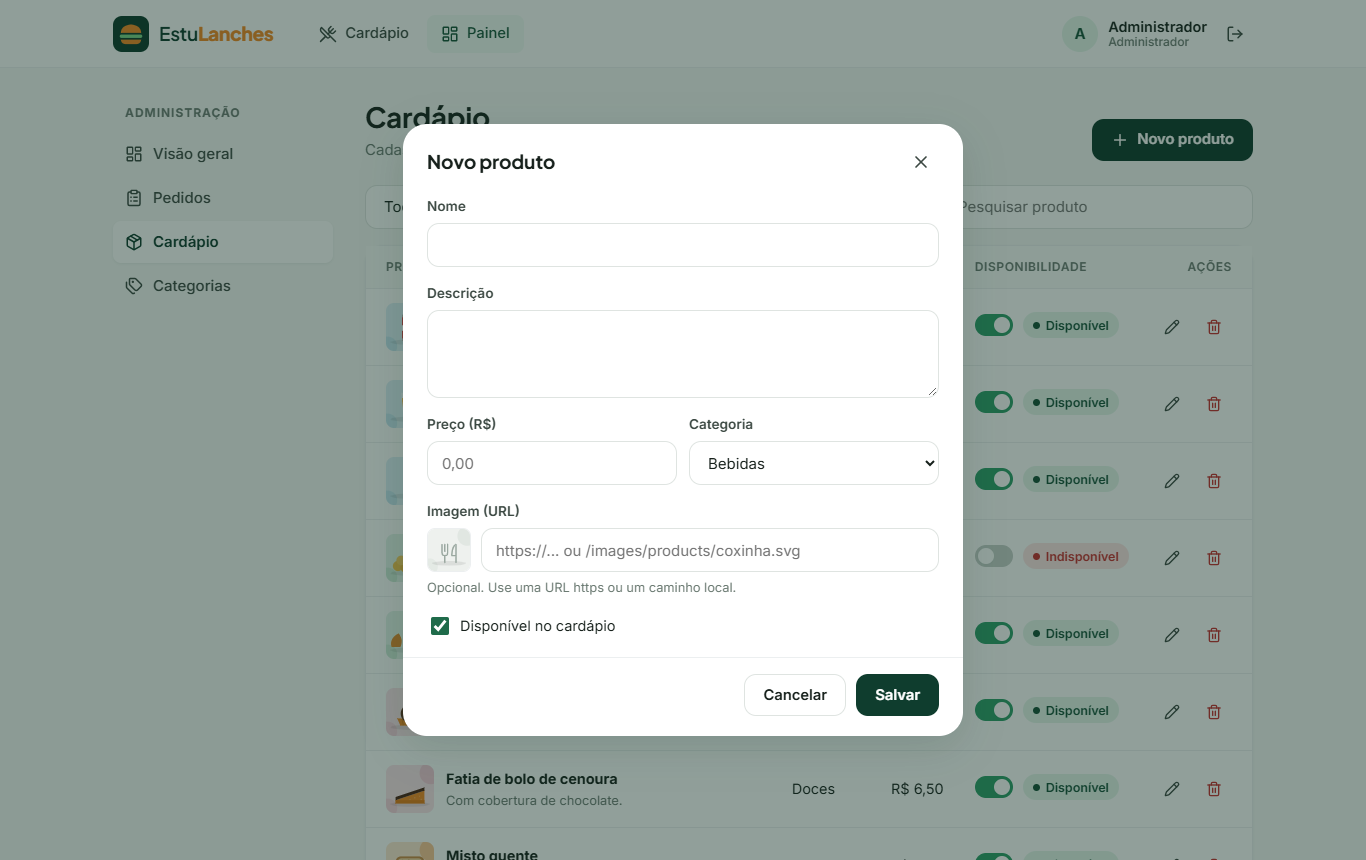 EstuLanches
Cardápio
Painel
A
Administrador
Administrador
ADMINISTRAÇÃO
Visão geral
Pedidos
Cardápio
Categorias
Cardápio
Novo produto
Pesquisar produto
DISPONIBILIDADE
AÇÕES
Novo produto
Nome
Descrição
Preço (R$)
Categoria
0,00
Bebidas
Imagem (URL)
https://... ou /images/products/coxinha.svg
Opcional. Use uma URL https ou um caminho local.
Disponível no cardápio
Cancelar
Salvar
Disponível
Disponível
Disponível
Indisponível
Disponível
Disponível
Fatia de bolo de cenoura
Com cobertura de chocolate.
Doces
R$ 6,50
Disponível
Misto quente